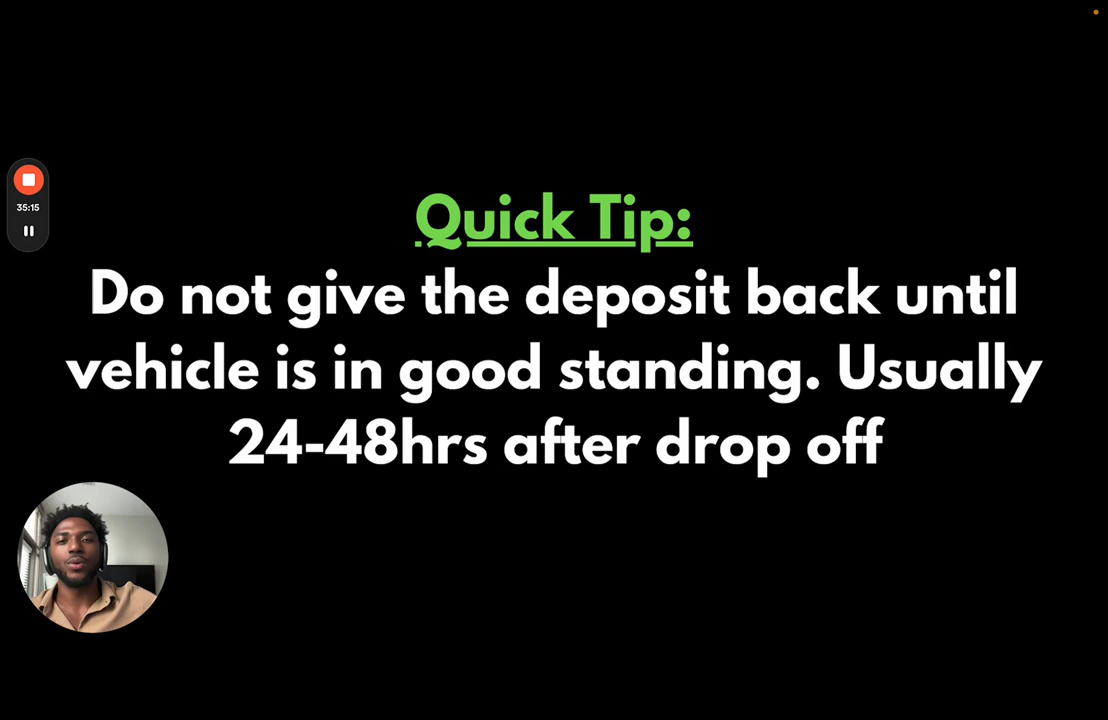 Quick Tip:
Do not give the deposit back until
vehicle is in good standing. Usually
24-48hrs after drop off
35:15